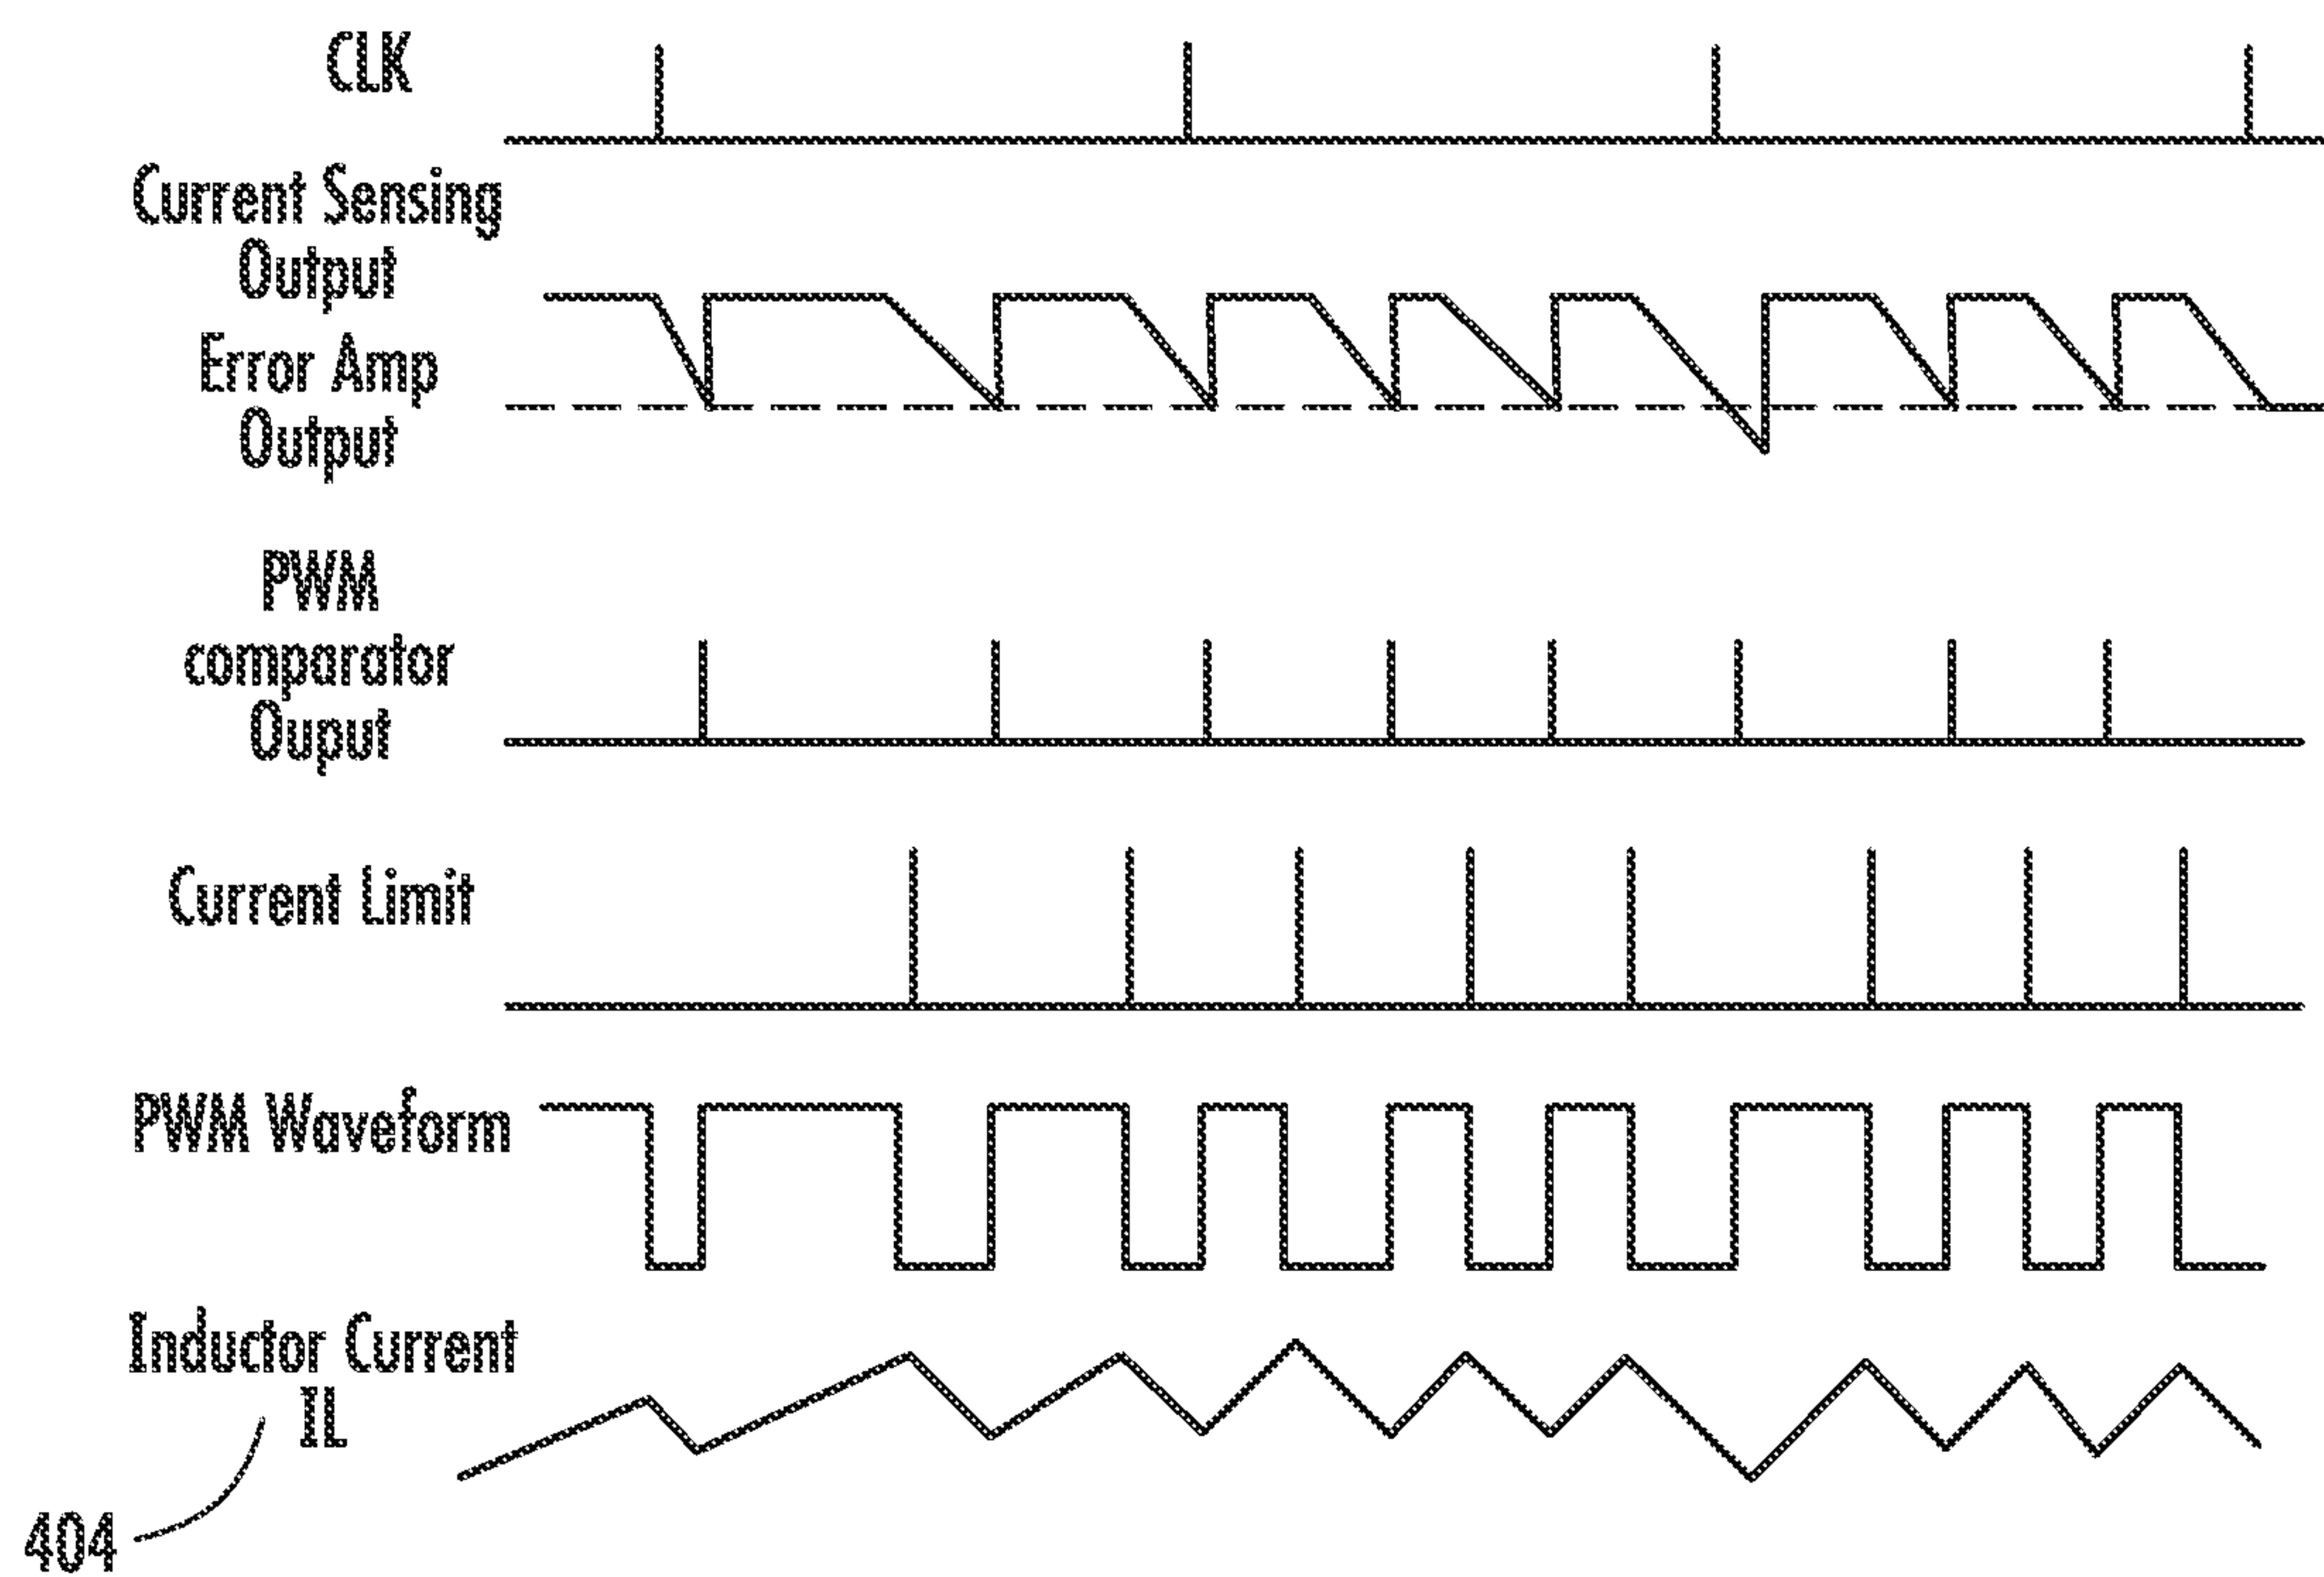 CLK
Current Sensing
Output
Error Amp
Output
PWM
comparator
Ouput
Current Limit
PWM Waveform
Inductor Current
IL
404